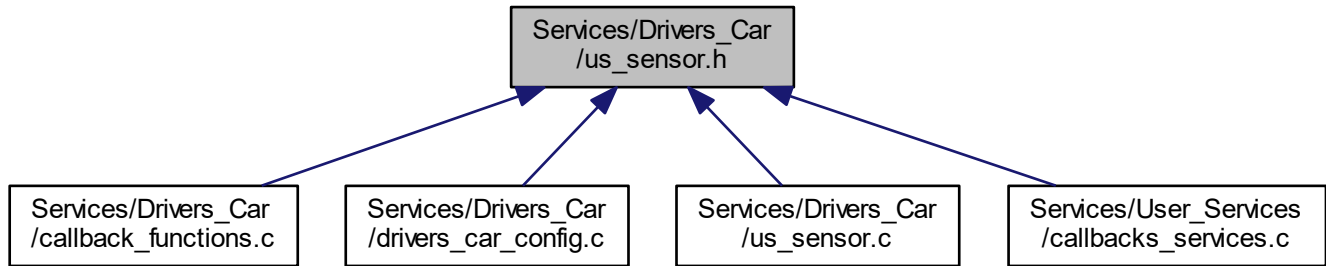 Services/Drivers_Car
/us_sensor.h
Services/Drivers_Car
/callback_functions.c
Services/Drivers_Car
/drivers_car_config.c
Services/Drivers_Car
/us_sensor.c
Services/User_Services
/callbacks_services.c